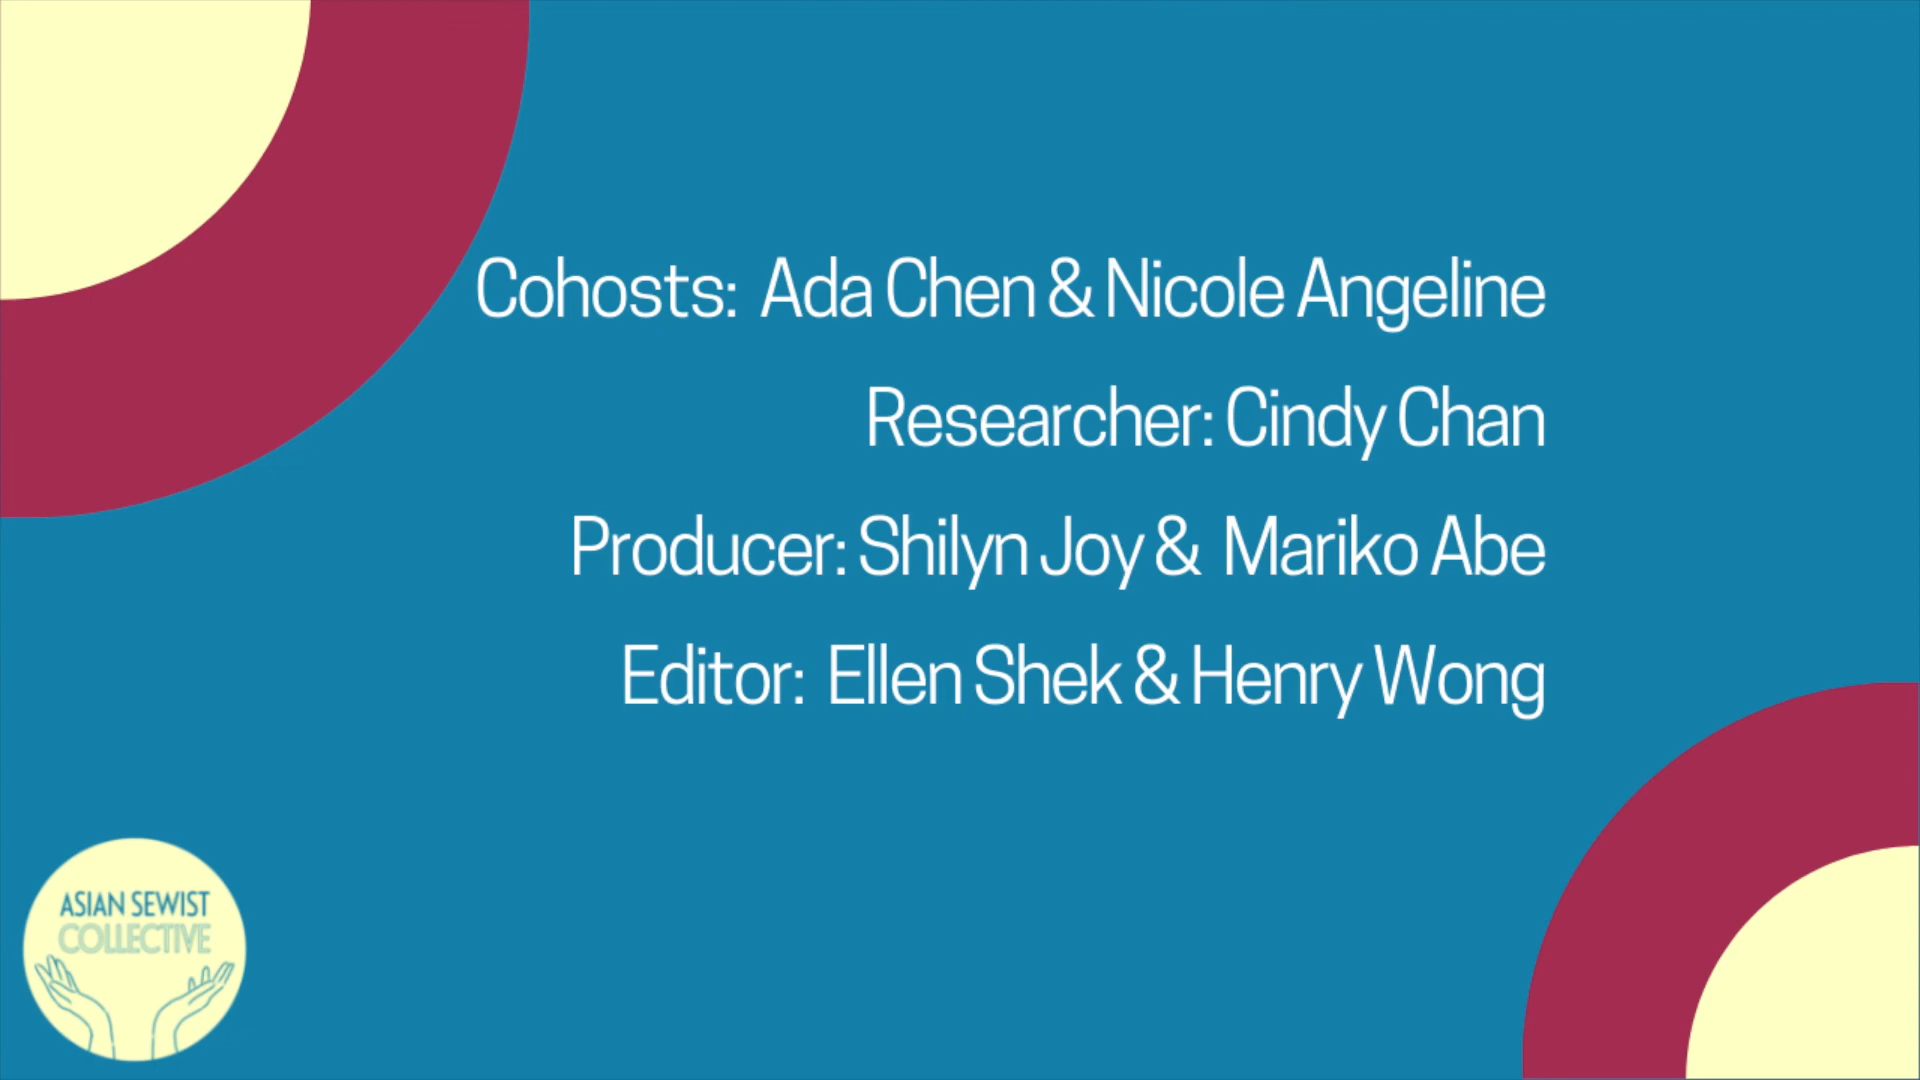 Cohosts: Ada Chen & Nicole Angeline
Researcher: Cindy Chan
Producer: Shilyn Joy & Mariko Abe
Editor: Ellen Shek & Henry Wong
ASIAN SEWIST
COLLECTIVE